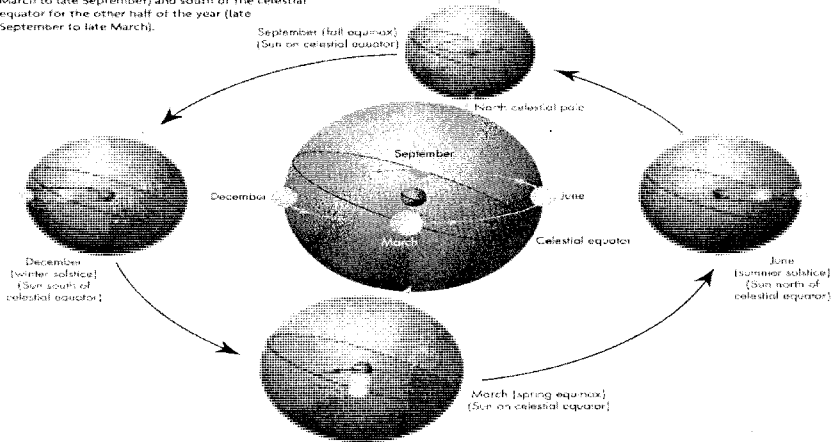 March to late September) and south of the celestial
equator for the other half of the year (late
September to late March).
September (fall equinox)
(Sun on celestial equator)
North celestial pole
September
December
June
March
Celestial equator
December
(winter solstice)
(Sun south of
celestial equator)
June
(summer solstice)
(Sun north of
celestial equator)
March (spring equinox)
(Sun on celestial equator)